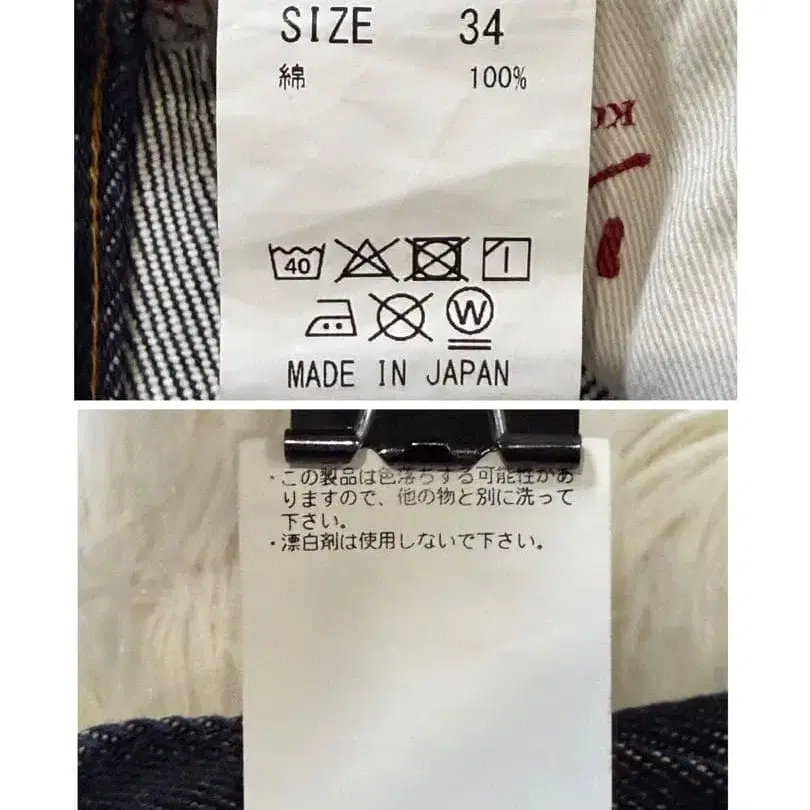 SIZE 34
綿 100%
40
W
MADE IN JAPAN
・この製品は色落ちする可能性があ
りますので、他の物と別に洗って
下さい。
・漂白剤は使用しないで下さい。